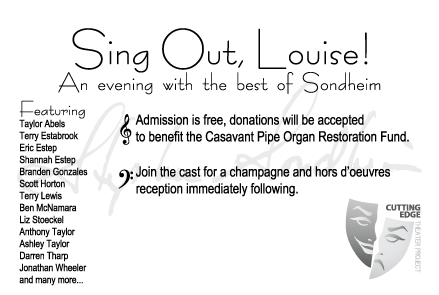 Sing Out, Louise!
An evening with the best of Sondheim
Featuring
Taylor Abels
Terry Estabrook
Eric Estep
Shannah Estep
Branden Gonzales
Scott Horton
Terry Lewis
Ben McNamara
Liz Stoeckel
Anthony Taylor
Ashley Taylor
Darren Tharp
Jonathan Wheeler
and many more...
Admission is free, donations will be accepted
to benefit the Casavant Pipe Organ Restoration Fund.
Join the cast for a champagne and hors d'oeuvres
reception immediately following.
Stephen Sondheim
CUTTING
EDGE
THEATER PROJECT